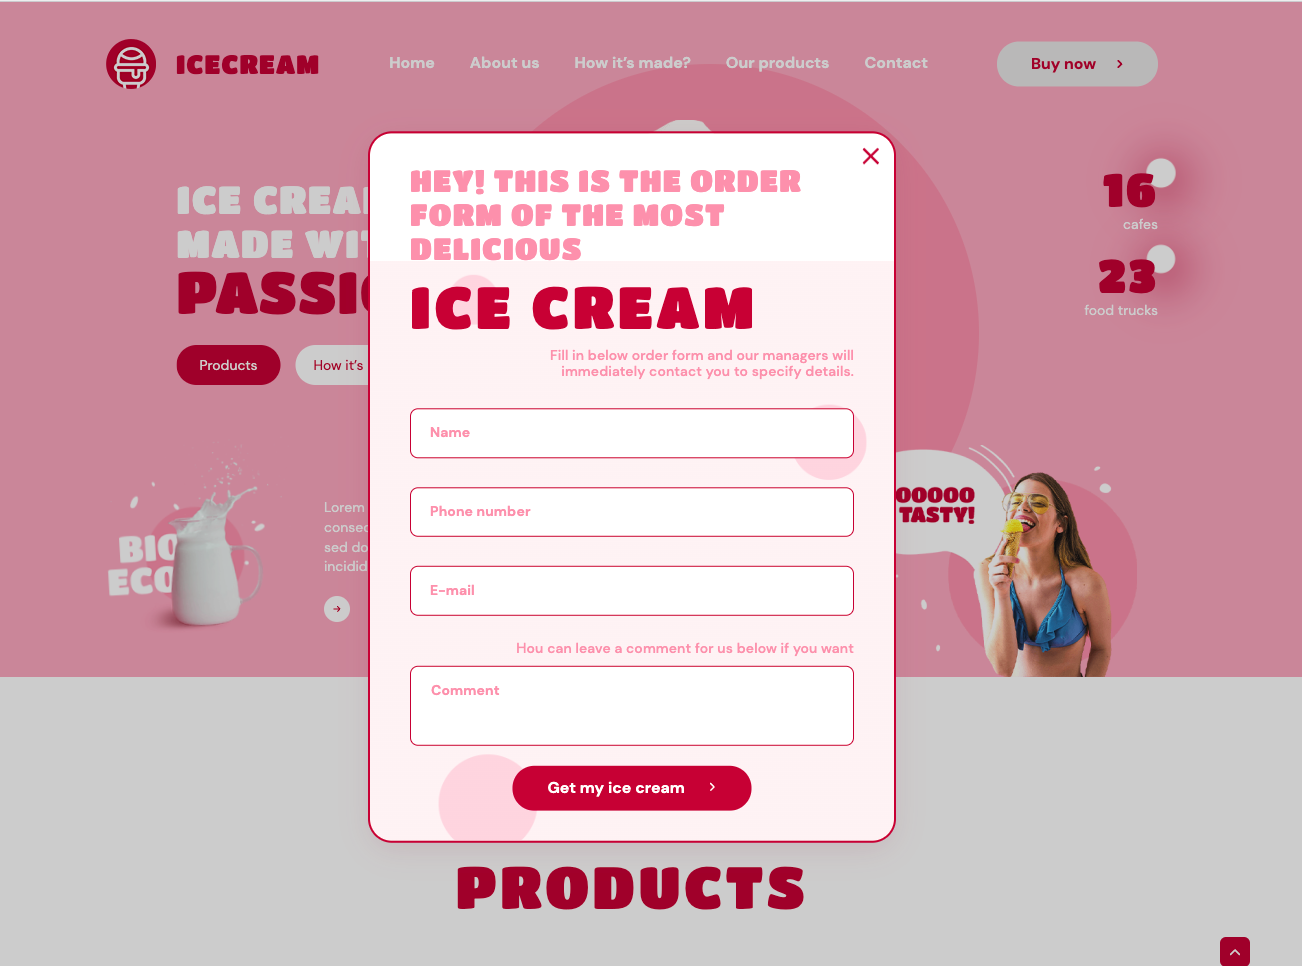 ICECREAM
Home About us How it's made? Our products Contact
Buy now
ICE CREA
MADE WI
PASSI
Products
How it's
16
cafes
23
food trucks
HEY! THIS IS THE ORDER
FORM OF THE MOST
DELICIOUS
ICE CREAM
Fill in below order form and our managers will
immediately contact you to specify details.
Name
Phone number
E-mail
Hou can leave a comment for us below if you want
Comment
Get my ice cream
BIO
ECO
Lorem
consec
sed do
incidid
OOOOO
TASTY!
PRODUCTS